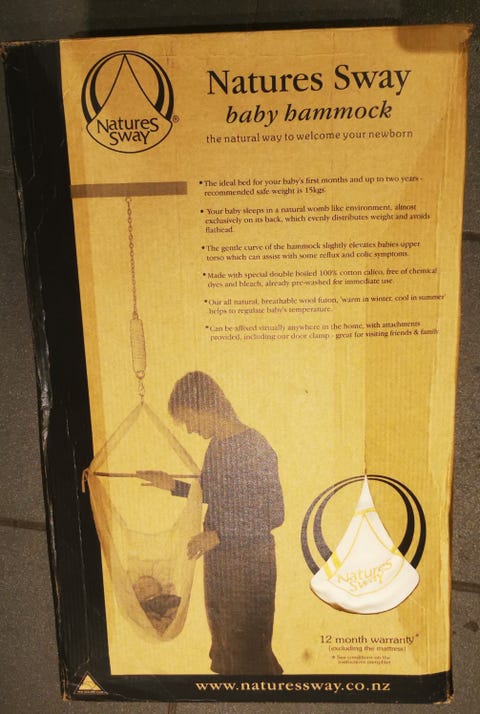 Natures Sway
baby hammock
the natural way to welcome your newborn
NatureS
Sway
®
• The ideal bed for your baby's first months and up to two years -
recommended safe weight is 15kgs
• Your baby sleeps in a natural womb like environment, almost
exclusively on its back, which evenly distributes weight and avoids
flathead.
• The gentle curve of the hammock slightly elevates babies upper
torso which can assist with some reflux and colic symptoms.
• Made with special double boiled 100% cotton calico, free of chemical
dyes and bleach, already pre-washed for immediate use.
• Our all natural, breathable wool futon, 'warm in winter, cool in summer'
helps to regulate baby's temperature.
• Can be affixed virtually anywhere in the home, with attachments
provided, including our door clamp - great for visiting friends & family
NatureS
Sway
12 month warranty*
(excluding the mattress)
* See conditions on the
instructions pamphlet
www.naturessway.co.nz